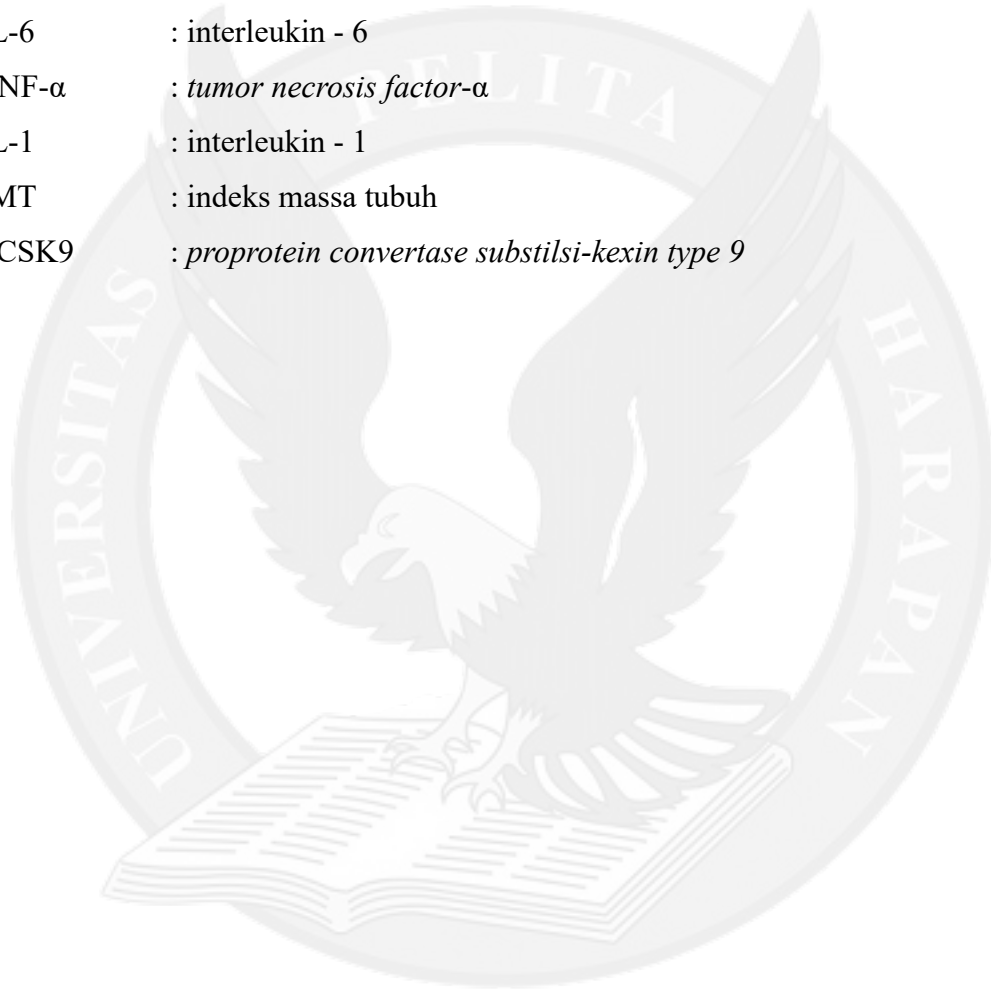 L-6 : interleukin - 6
NF-α : tumor necrosis factor-α
L-1 : interleukin - 1
MT : indeks massa tubuh
CSK9 : proprotein convertase substilsi-kexin type 9
UNIVERSITAS PELITA HARAPAN